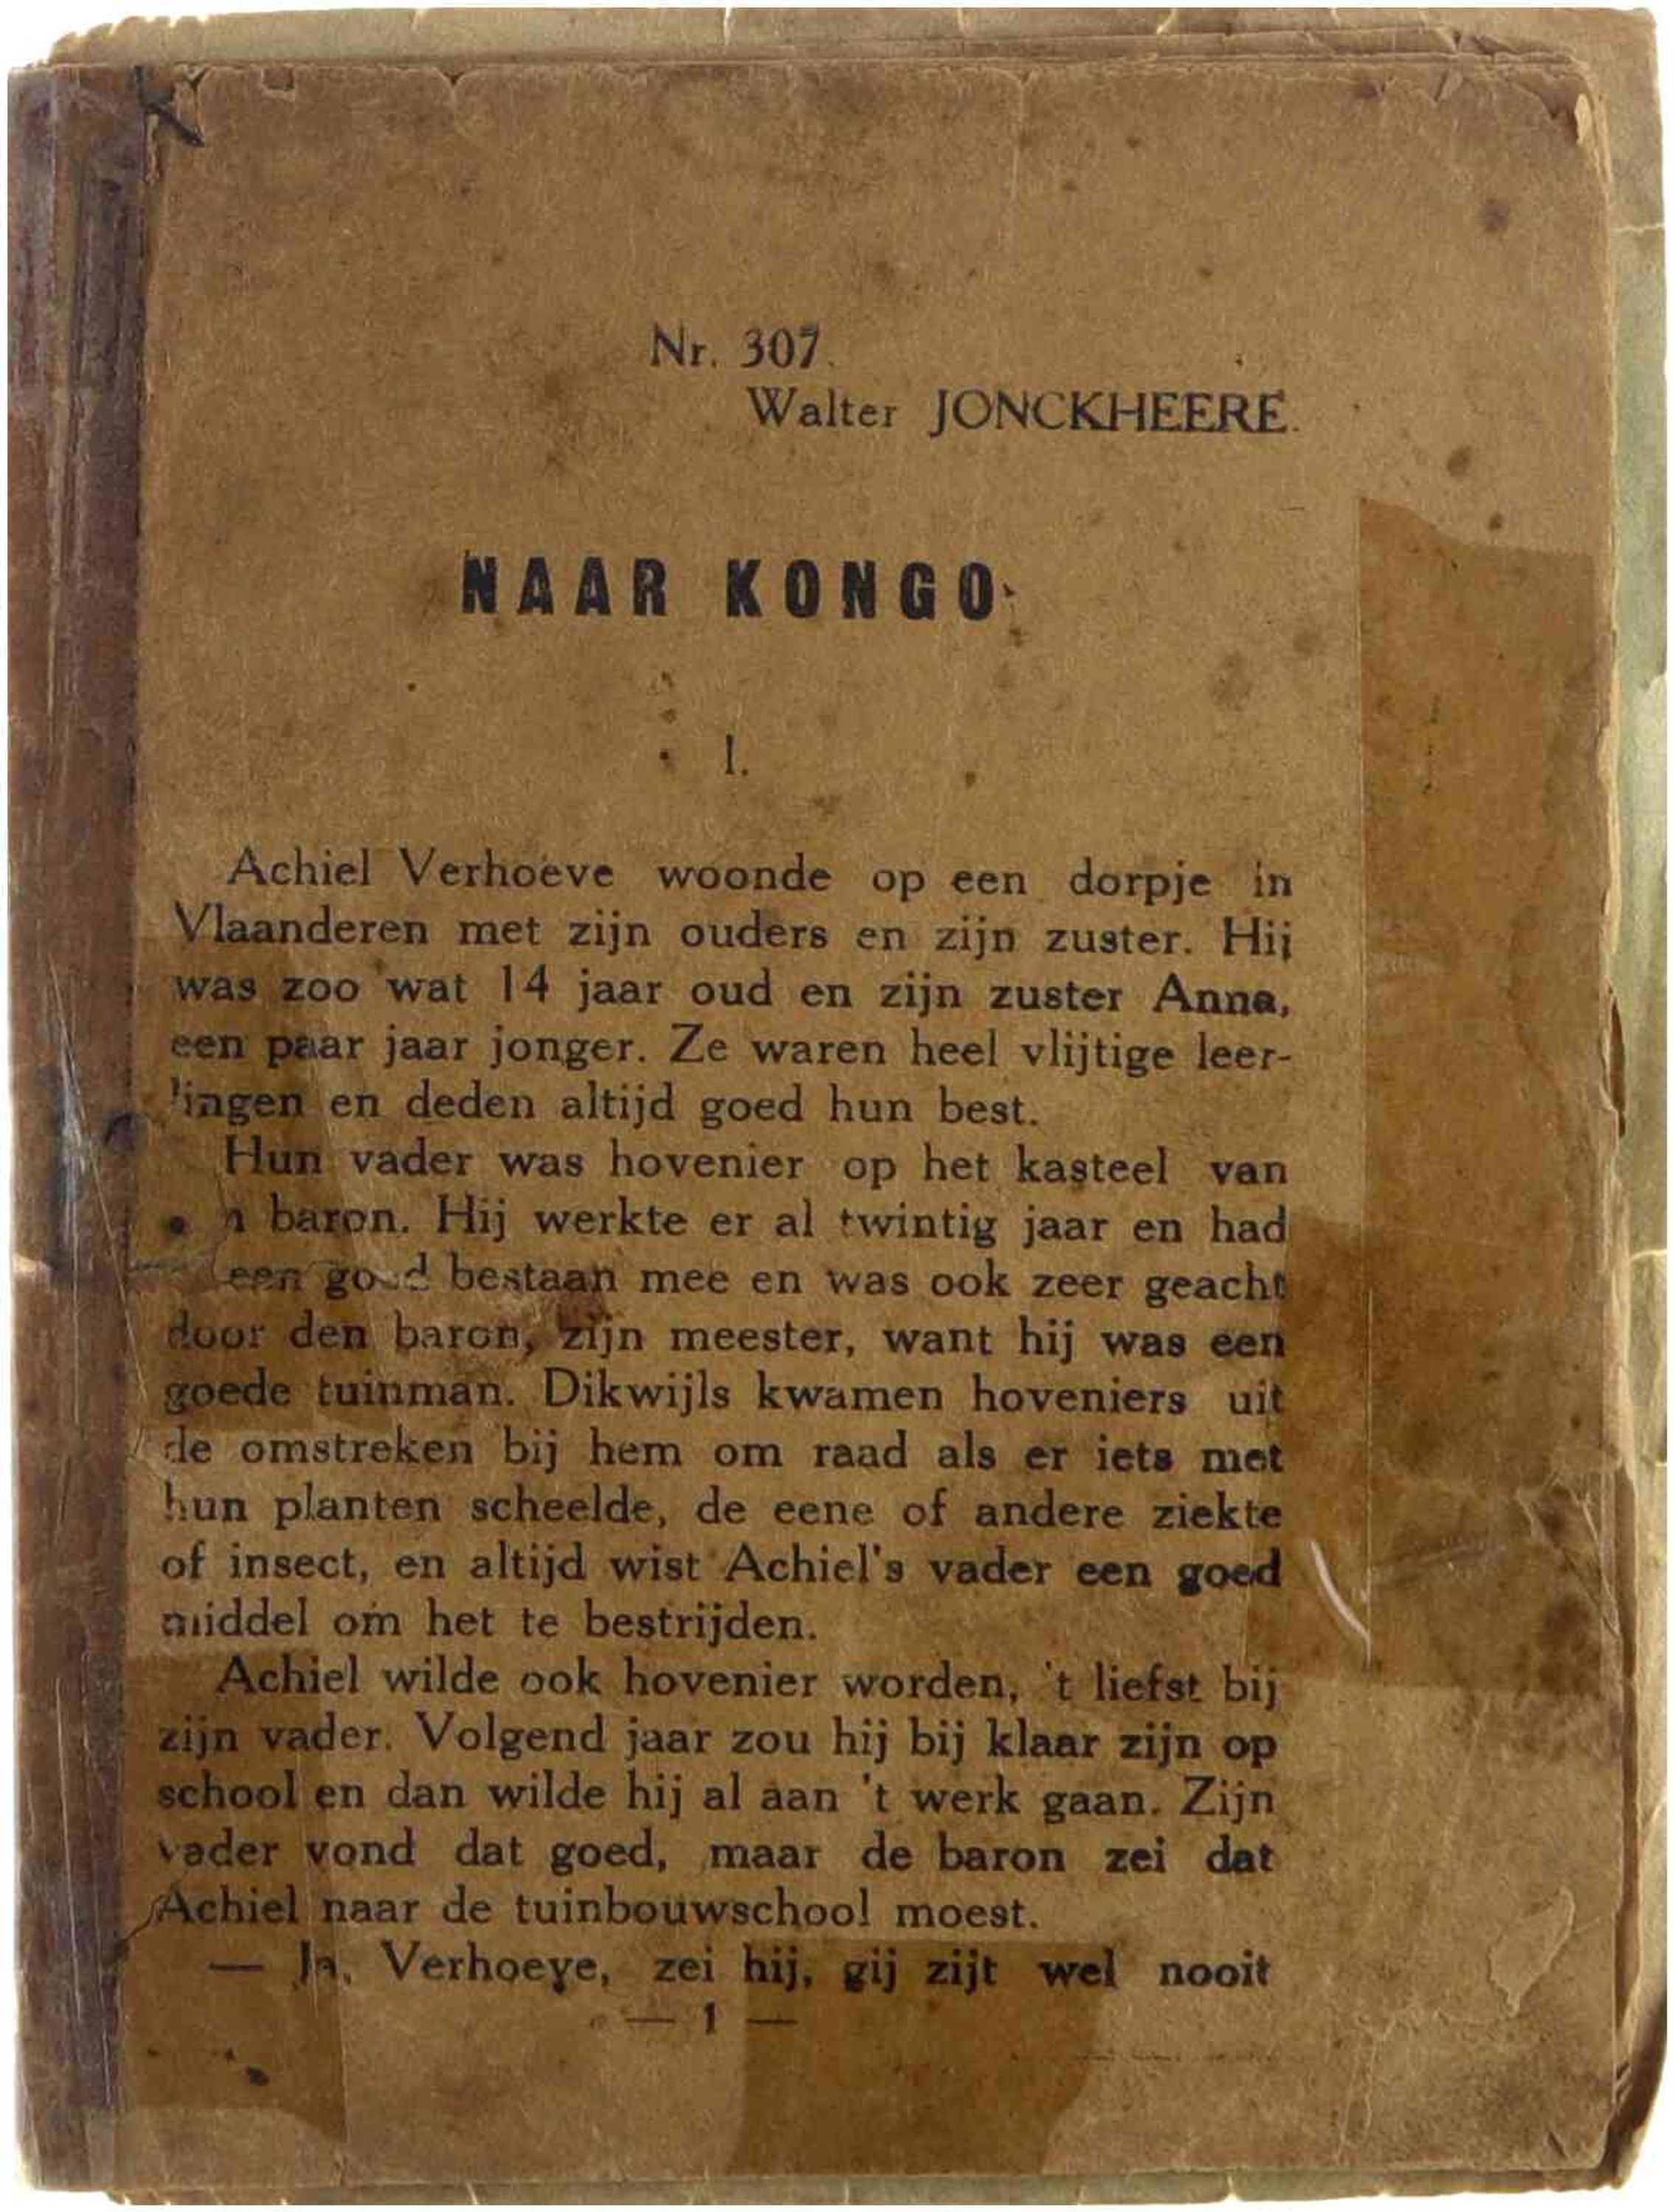 Nr. 307.
Walter JONCKHEERE.
NAAR KONGO
I.
Achiel Verhoeve woonde op een dorpje in
Vlaanderen met zijn ouders en zijn zuster. Hij
was zoo wat 14 jaar oud en zijn zuster Anna,
een paar jaar jonger. Ze waren heel vlijtige leer-
lingen en deden altijd goed hun best.
Hun vader was hovenier op het kasteel van
baron. Hij werkte er al twintig jaar en had
een goed bestaan mee en was ook zeer geacht
door den baron, zijn meester, want hij was een
goede tuinman. Dikwijls kwamen hoveniers uit
de omstreken bij hem om raad als er iets met
hun planten scheelde, de eene of andere ziekte
of insect, en altijd wist Achiel's vader een goed
middel om het te bestrijden.
Achiel wilde ook hovenier worden, 't liefst bij
zijn vader. Volgend jaar zou hij bij klaar zijn op
school en dan wilde hij al aan 't werk gaan. Zijn
vader vond dat goed, maar de baron zei dat
Achiel naar de tuinbouwschool moest.
— Ja, Verhoeve, zei hij, gij zijt wel nooit
— 1 —